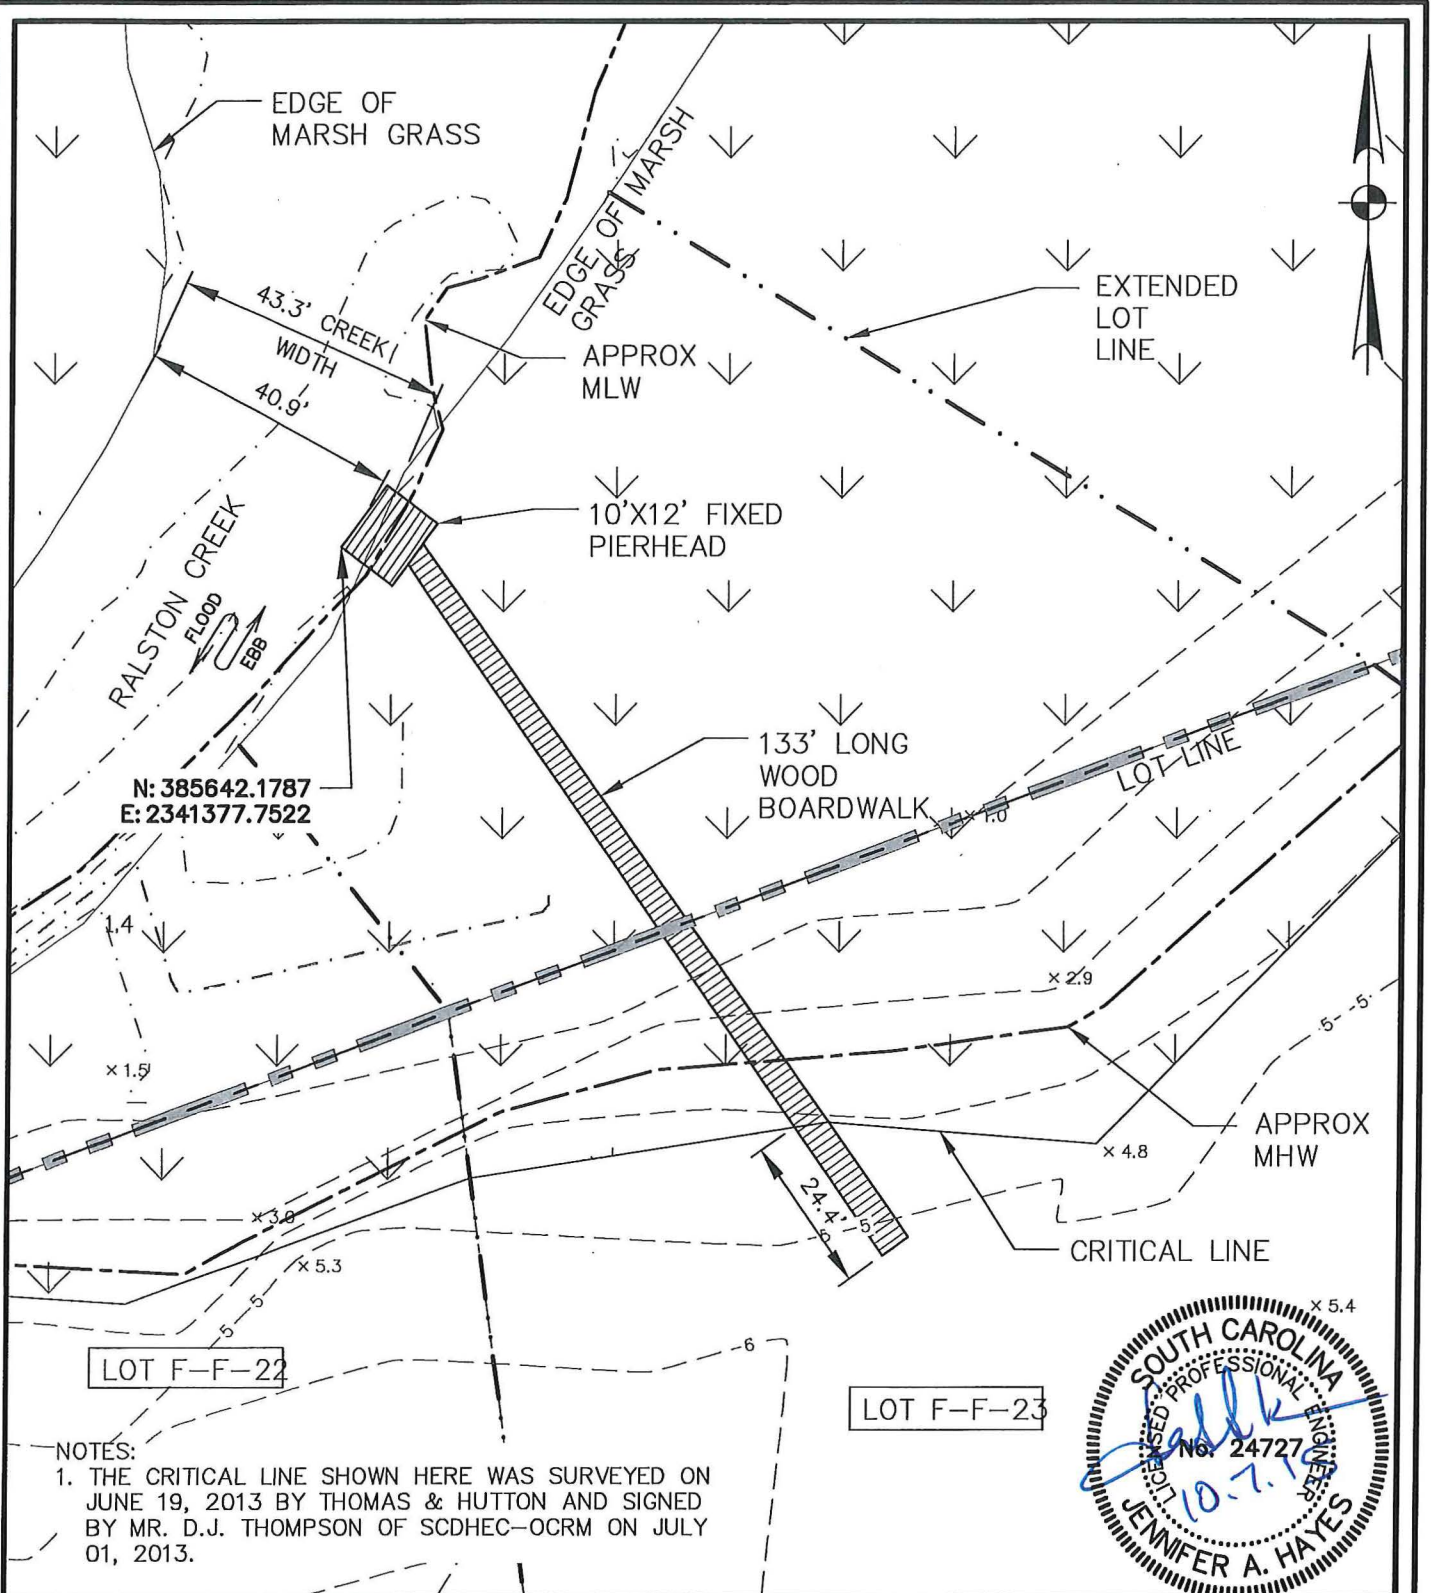 EDGE OF
MARSH GRASS
EDGE OF MARSH
GRASS
43.3' CREEK
WIDTH
40.9'
APPROX
MLW
EXTENDED
LOT
LINE
10'X12' FIXED
PIERHEAD
RALSTON CREEK
FLOOD
EBB
N: 385642.1787
E: 2341377.7522
133' LONG
WOOD
BOARDWALK
LOT LINE
× 1.0
1.4
× 2.9
5
5
× 1.5
APPROX
MHW
× 4.8
24.4'
5
5
CRITICAL LINE
× 5.3
5
5
× 5.4
6
LOT F-F-22
LOT F-F-23
SOUTH CAROLINA
LICENSED PROFESSIONAL ENGINEER
No. 24727
JENNIFER A. HAYES
NOTES:
1. THE CRITICAL LINE SHOWN HERE WAS SURVEYED ON
JUNE 19, 2013 BY THOMAS & HUTTON AND SIGNED
BY MR. D.J. THOMPSON OF SCDHEC-OCRM ON JULY
01, 2013.